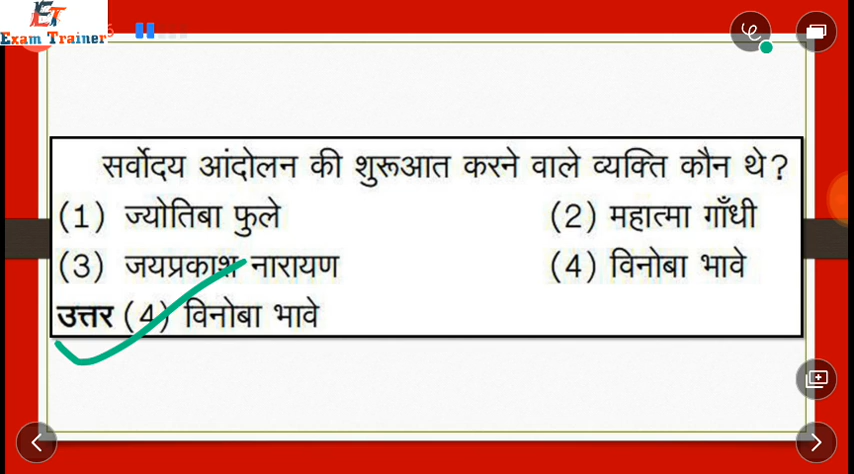 ET
Exam Trainer
सर्वोदय आंदोलन की शुरूआत करने वाले व्यक्ति कौन थे?
(1) ज्योतिबा फुले (2) महात्मा गाँधी
(3) जयप्रकाश नारायण (4) विनोबा भावे
उत्तर (4) विनोबा भावे